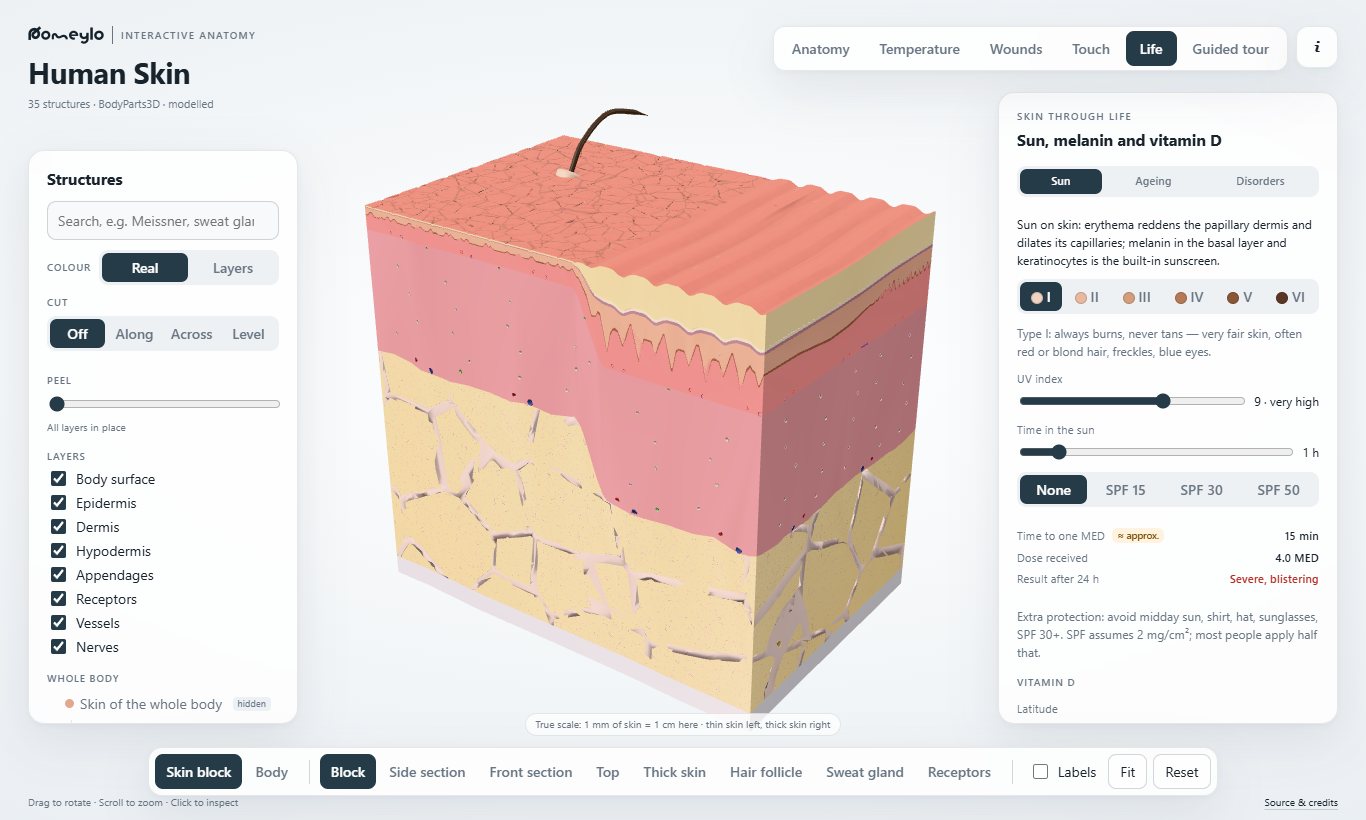 Romeylo
INTERACTIVE ANATOMY
Human Skin
35 structures · BodyParts3D · modelled
Anatomy
Temperature
Wounds
Touch
Life
Guided tour
i
Structures
Search, e.g. Meissner, sweat glan
COLOUR
Real
Layers
CUT
Off
Along
Across
Level
PEEL
All layers in place
LAYERS
Body surface
Epidermis
Dermis
Hypodermis
Appendages
Receptors
Vessels
Nerves
WHOLE BODY
Skin of the whole body
hidden
True scale: 1 mm of skin = 1 cm here · thin skin left, thick skin right
SKIN THROUGH LIFE
Sun, melanin and vitamin D
Sun
Ageing
Disorders
Sun on skin: erythema reddens the papillary dermis and
dilates its capillaries; melanin in the basal layer and
keratinocytes is the built-in sunscreen.
I
II
III
IV
V
VI
Type I: always burns, never tans — very fair skin, often
red or blond hair, freckles, blue eyes.
UV index
9 · very high
Time in the sun
1 h
None
SPF 15
SPF 30
SPF 50
Time to one MED
≈ approx.
15 min
Dose received
4.0 MED
Result after 24 h
Severe, blistering
Extra protection: avoid midday sun, shirt, hat, sunglasses,
SPF 30+. SPF assumes 2 mg/cm²; most people apply half
that.
VITAMIN D
Latitude
Skin block
Body
Block
Side section
Front section
Top
Thick skin
Hair follicle
Sweat gland
Receptors
Labels
Fit
Reset
Drag to rotate · Scroll to zoom · Click to inspect
Source & credits